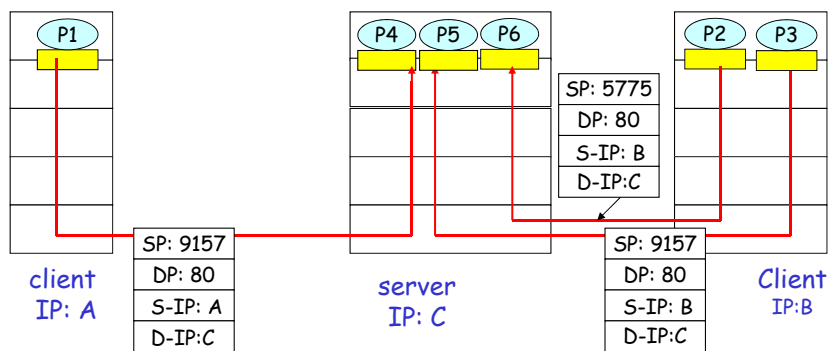 P1
P4
P5
P6
P2
P3
SP: 5775
DP: 80
S-IP: B
D-IP:C
SP: 9157
DP: 80
S-IP: A
D-IP:C
SP: 9157
DP: 80
S-IP: B
D-IP:C
client
IP: A
server
IP: C
Client
IP:B